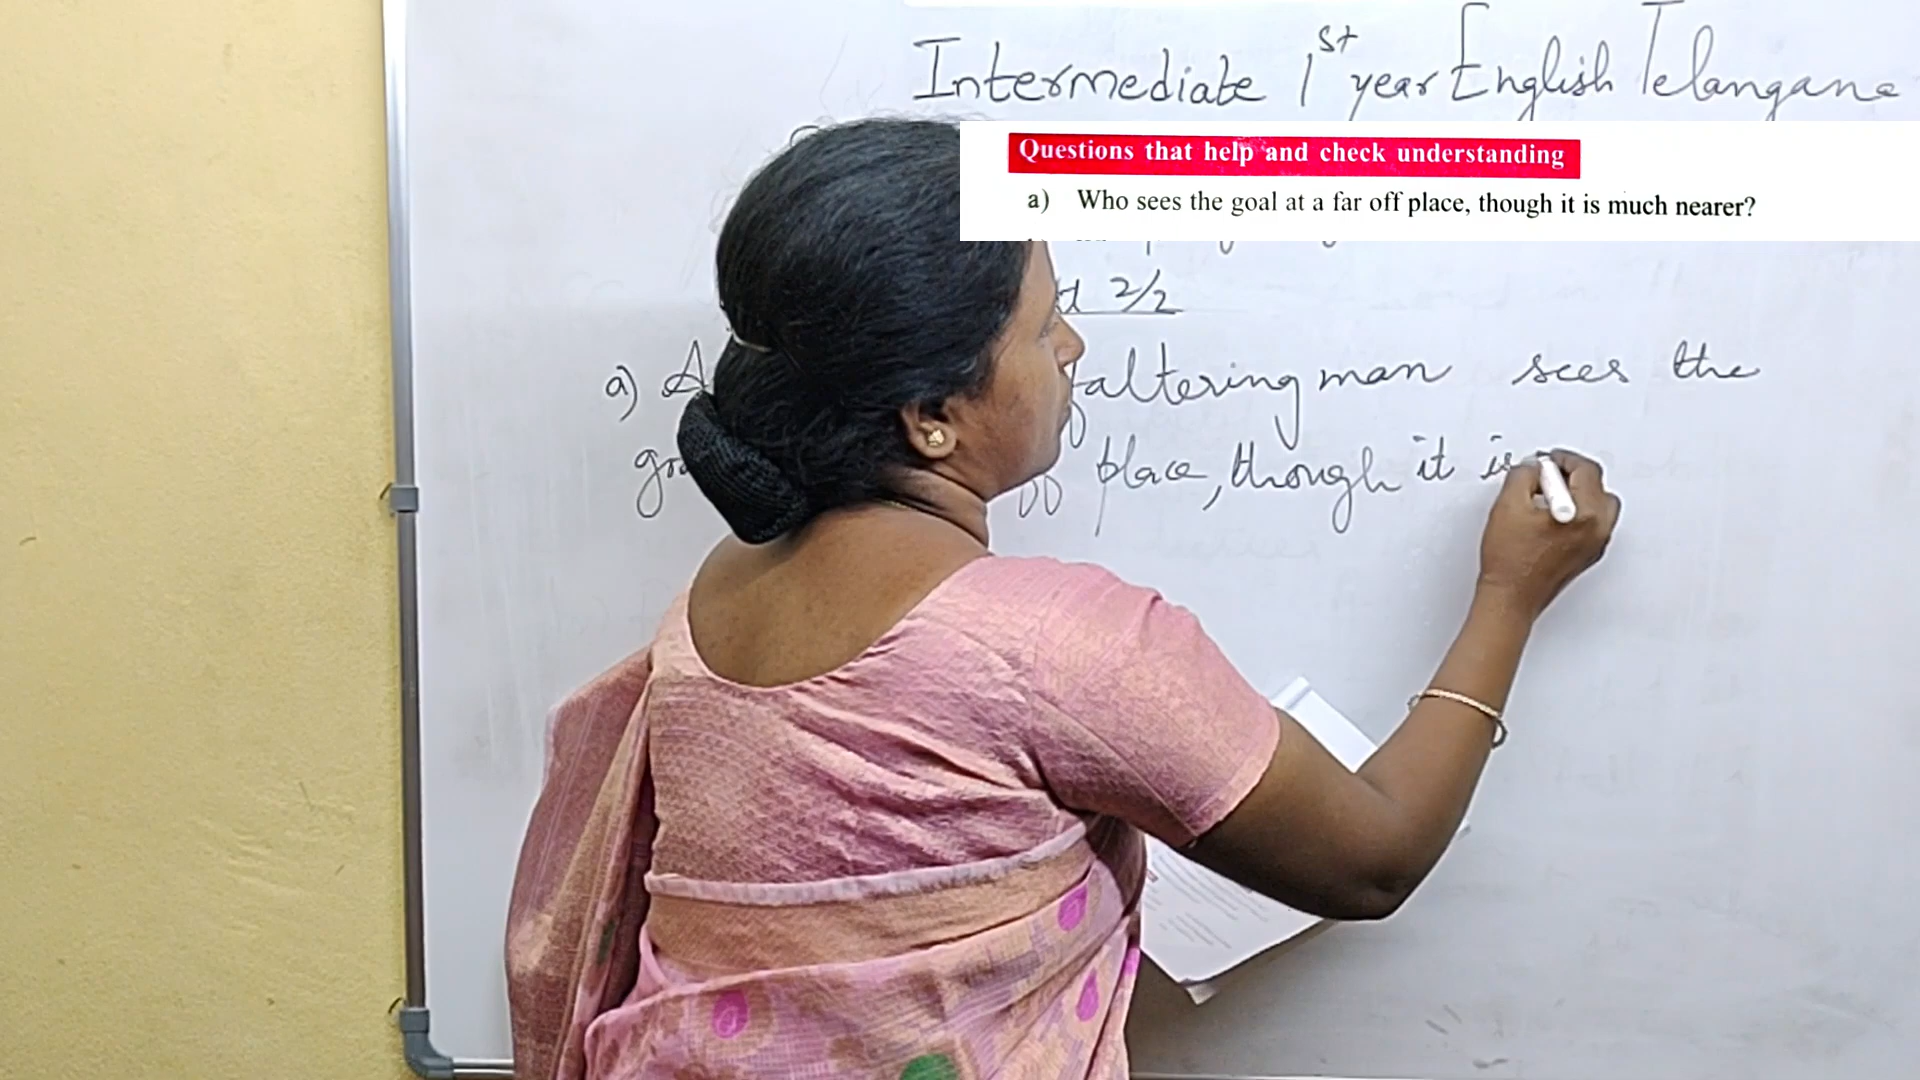 Intermediate 1st year English Telangana
Questions that help and check understanding
a) Who sees the goal at a far off place, though it is much nearer?
2/2
a) A faltering man sees the
place, though it is